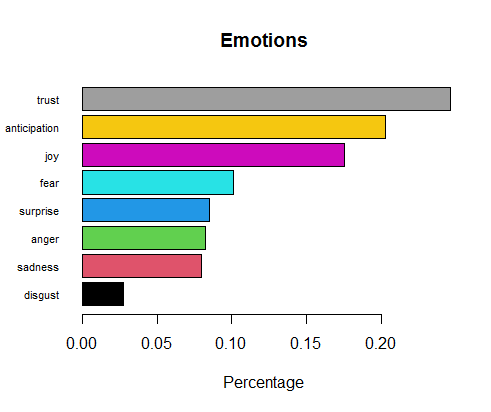 Emotions
trust
anticipation
joy
fear
surprise
anger
sadness
disgust
0.00 0.05 0.10 0.15 0.20
Percentage